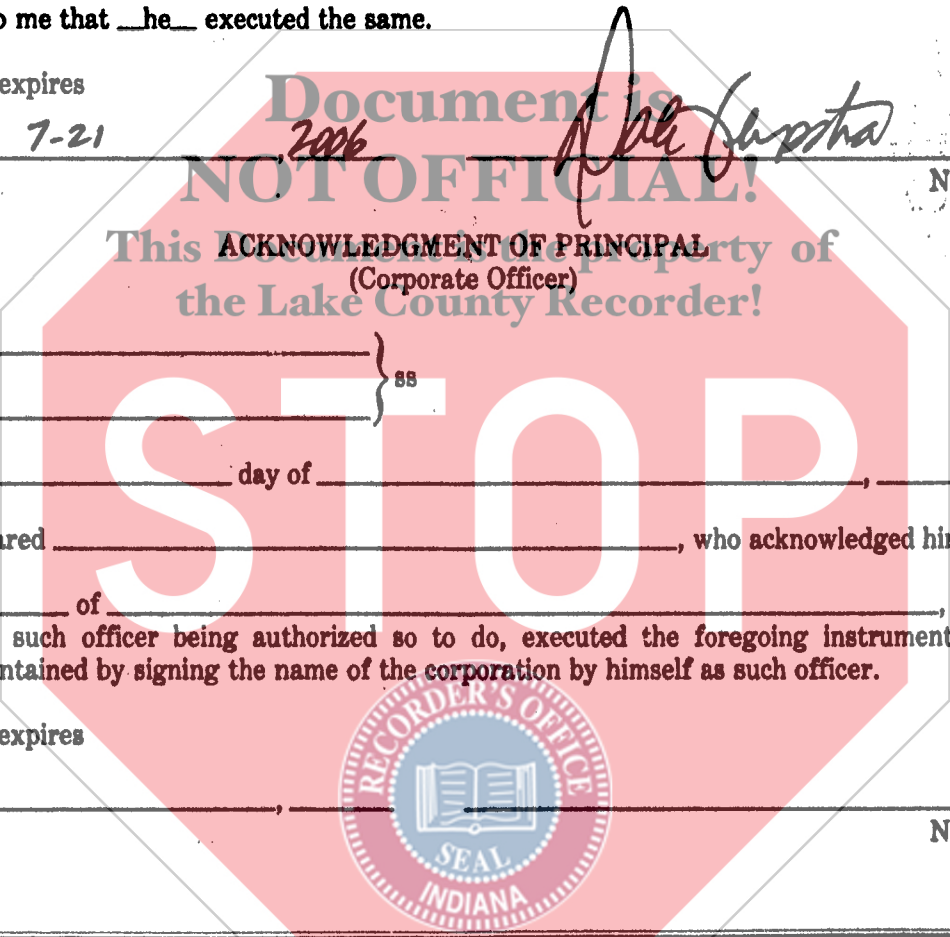 o me that __he__ executed the same.
expires
7-21, 2006
Document is
NOT OFFICIAL!
N
ACKNOWLEDGMENT OF PRINCIPAL
This Document is the property of
(Corporate Officer)
the Lake County Recorder!
ss
STOP
day of ,
ared , who acknowledged him
of ,
such officer being authorized so to do, executed the foregoing instrument
ntained by signing the name of the corporation by himself as such officer.
RECORDER'S OFFICE
expires
,
N
SEAL
INDIANA